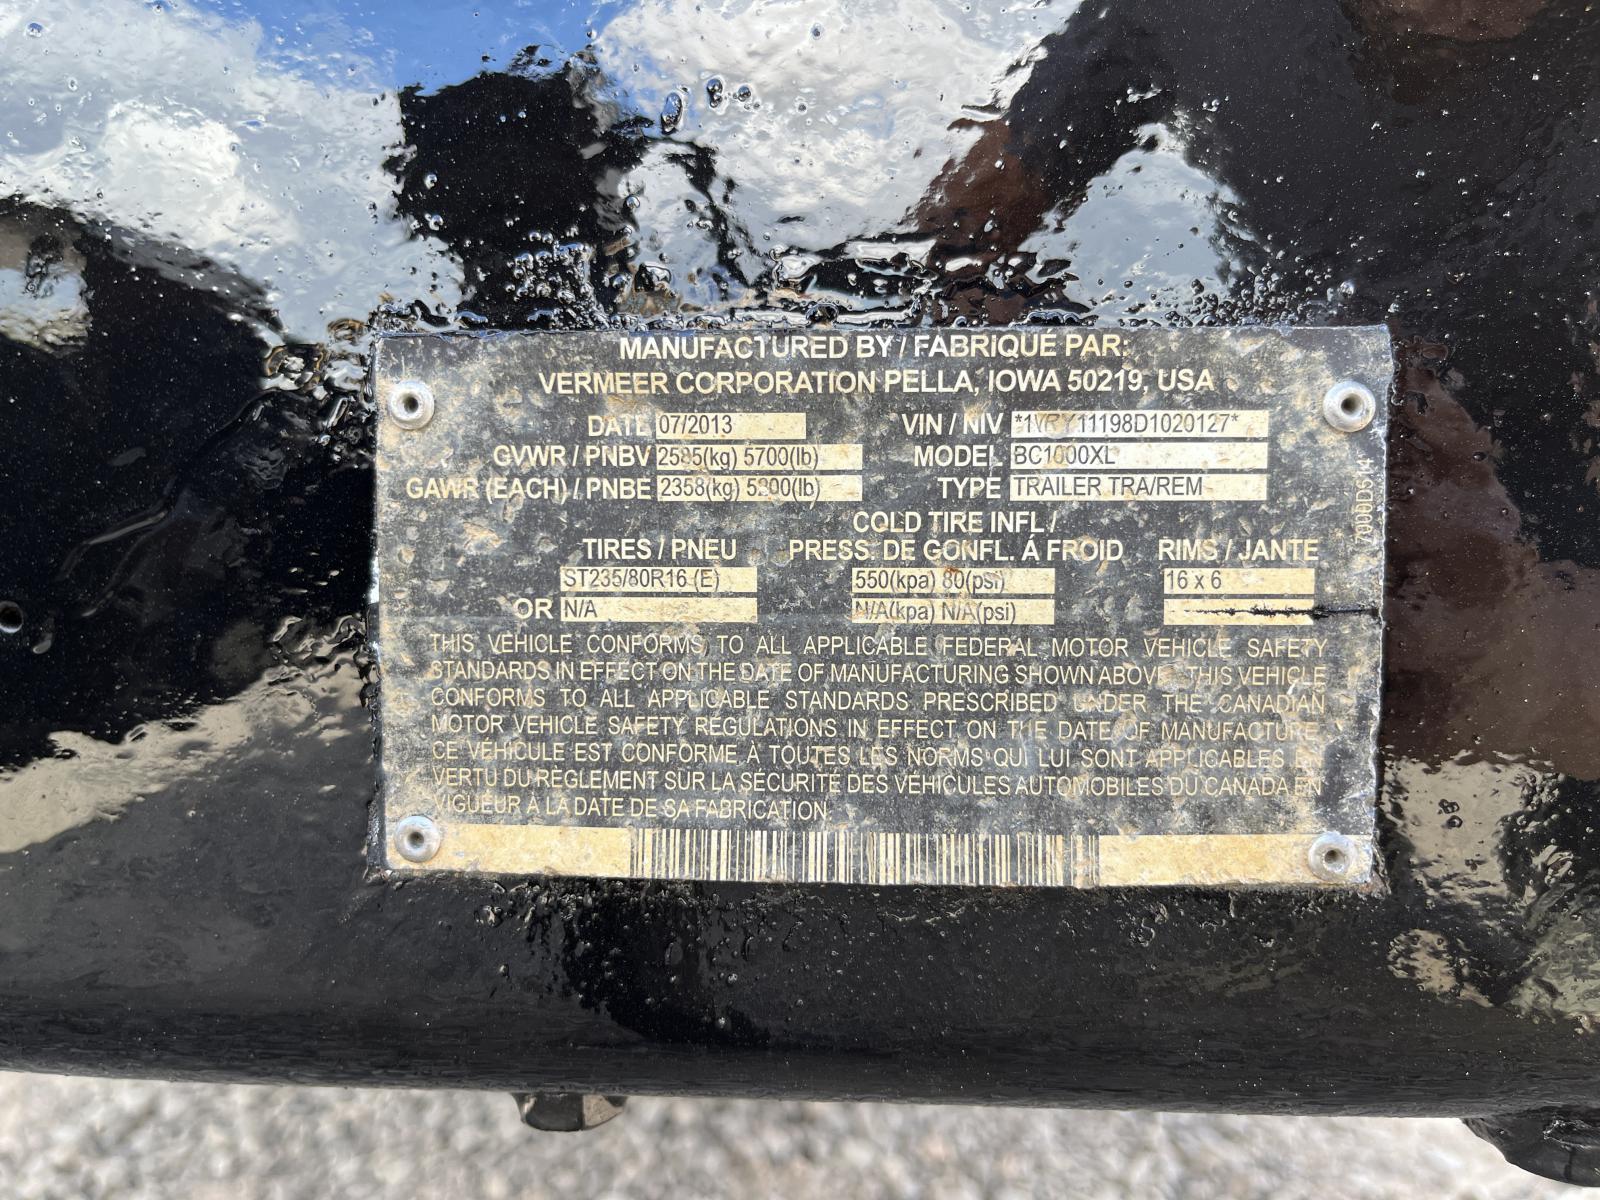 MANUFACTURED BY / FABRIQUE PAR:
VERMEER CORPORATION PELLA, IOWA 50219, USA
DATE 07/2013 VIN / NIV *1VRY11198D1020127*
GVWR / PNBV 2585(kg) 5700(lb) MODEL BC1000XL
GAWR (EACH) / PNBE 2358(kg) 5200(lb) TYPE TRAILER TRA/REM
COLD TIRE INFL /
TIRES / PNEU PRESS. DE GONFL. Á FROID RIMS / JANTE
ST235/80R16 (E) 550(kpa) 80(psi) 16 x 6
OR N/A N/A(kpa) N/A(psi)
THIS VEHICLE CONFORMS TO ALL APPLICABLE FEDERAL MOTOR VEHICLE SAFETY
STANDARDS IN EFFECT ON THE DATE OF MANUFACTURING SHOWN ABOVE. THIS VEHICLE
CONFORMS TO ALL APPLICABLE STANDARDS PRESCRIBED UNDER THE CANADIAN
MOTOR VEHICLE SAFETY REGULATIONS IN EFFECT ON THE DATE OF MANUFACTURE.
CE VÉHICULE EST CONFORME À TOUTES LES NORMS QUI LUI SONT APPLICABLES EN
VERTU DU RÈGLEMENT SUR LA SÉCURITÉ DES VÉHICULES AUTOMOBILES DU CANADA EN
VIGUEUR À LA DATE DE SA FABRICATION.